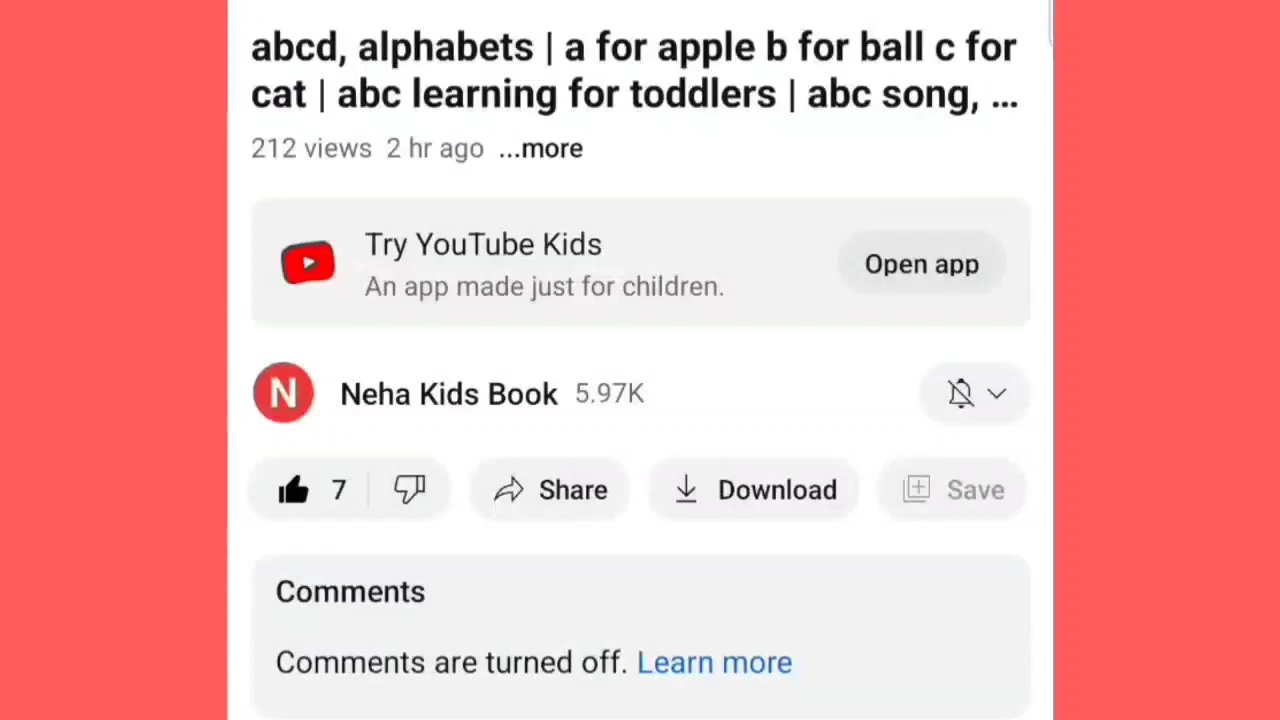 abcd, alphabets | a for apple b for ball c for
cat | abc learning for toddlers | abc song, ...
212 views 2 hr ago ...more
Try YouTube Kids
An app made just for children.
Open app
N
Neha Kids Book 5.97K
7
Share
Download
Save
Comments
Comments are turned off. Learn more